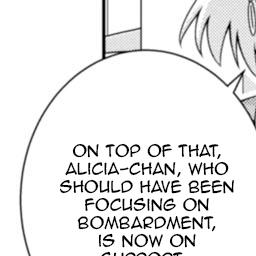 ON TOP OF THAT,
ALICIA-CHAN, WHO
SHOULD HAVE BEEN
FOCUSING ON
BOMBARDMENT,
IS NOW ON